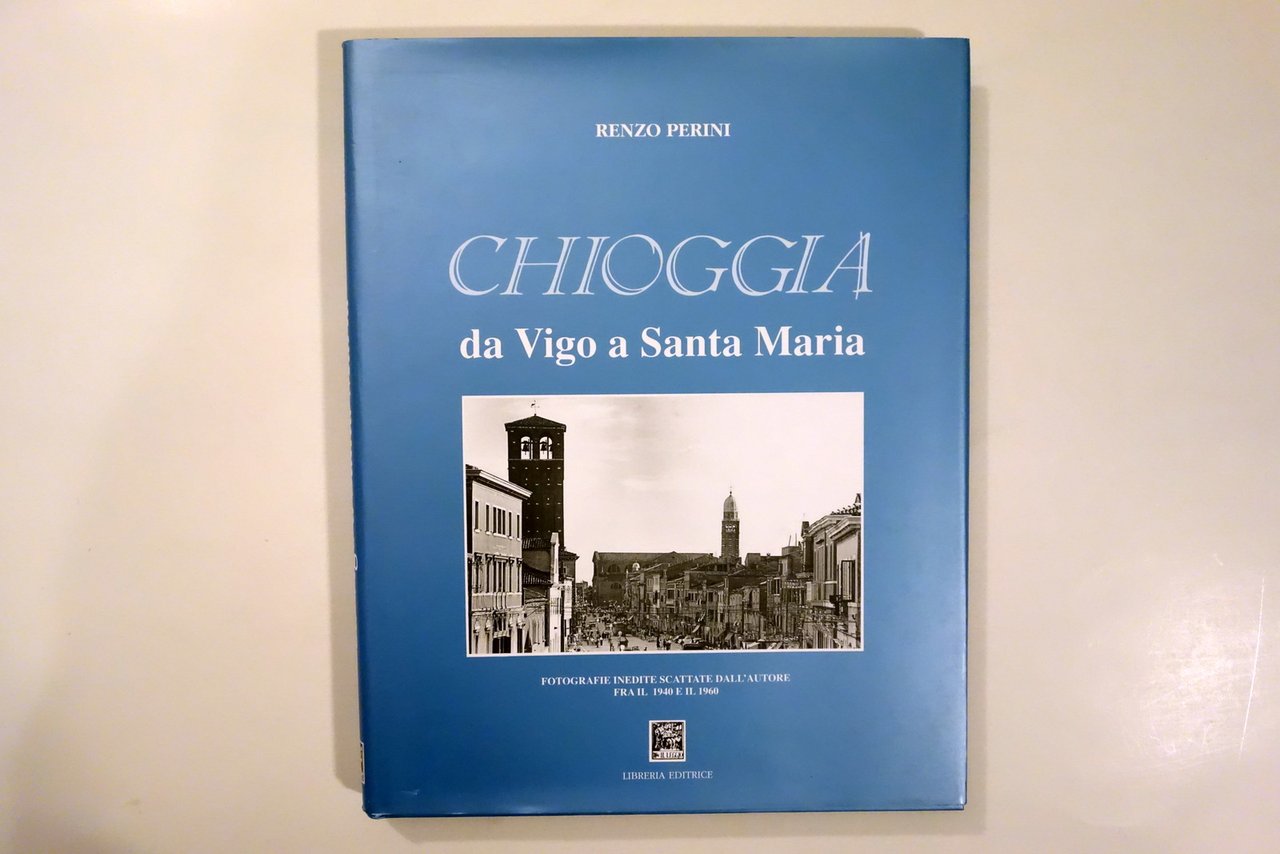 RENZO PERINI
CHIOGGIA
da Vigo a Santa Maria
FOTOGRAFIE INEDITE SCATTATE DALL'AUTORE
FRA IL 1940 E IL 1960
LIBRERIA EDITRICE